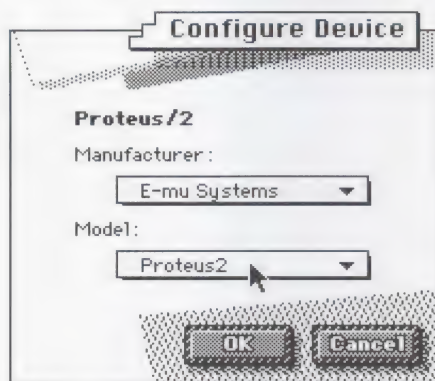 Configure Device
Proteus/2
Manufacturer:
E-mu Systems
Model:
Proteus2
OK
Cancel